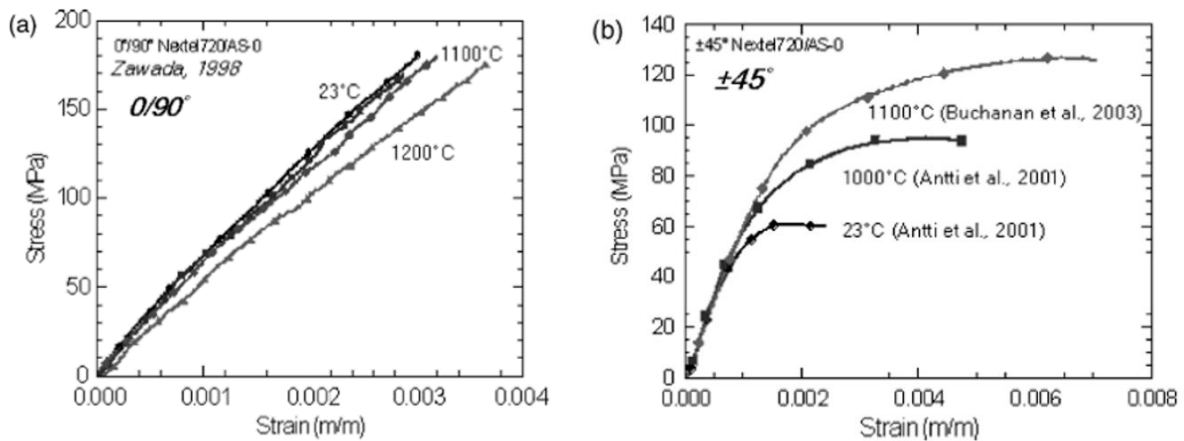 (a)
200
150
100
50
0
Stress (MPa)
0°/90° Nextel720/AS-0
Zawada, 1998
0/90°
23°C
1100°C
1200°C
0.000
0.001
0.002
0.003
0.004
Strain (m/m)
(b)
140
120
100
80
60
40
20
0
Stress (MPa)
±45° Nextel720/AS-0
±45°
1100°C (Buchanan et al., 2003)
1000°C (Antti et al., 2001)
23°C (Antti et al., 2001)
0.000
0.002
0.004
0.006
0.008
Strain (m/m)